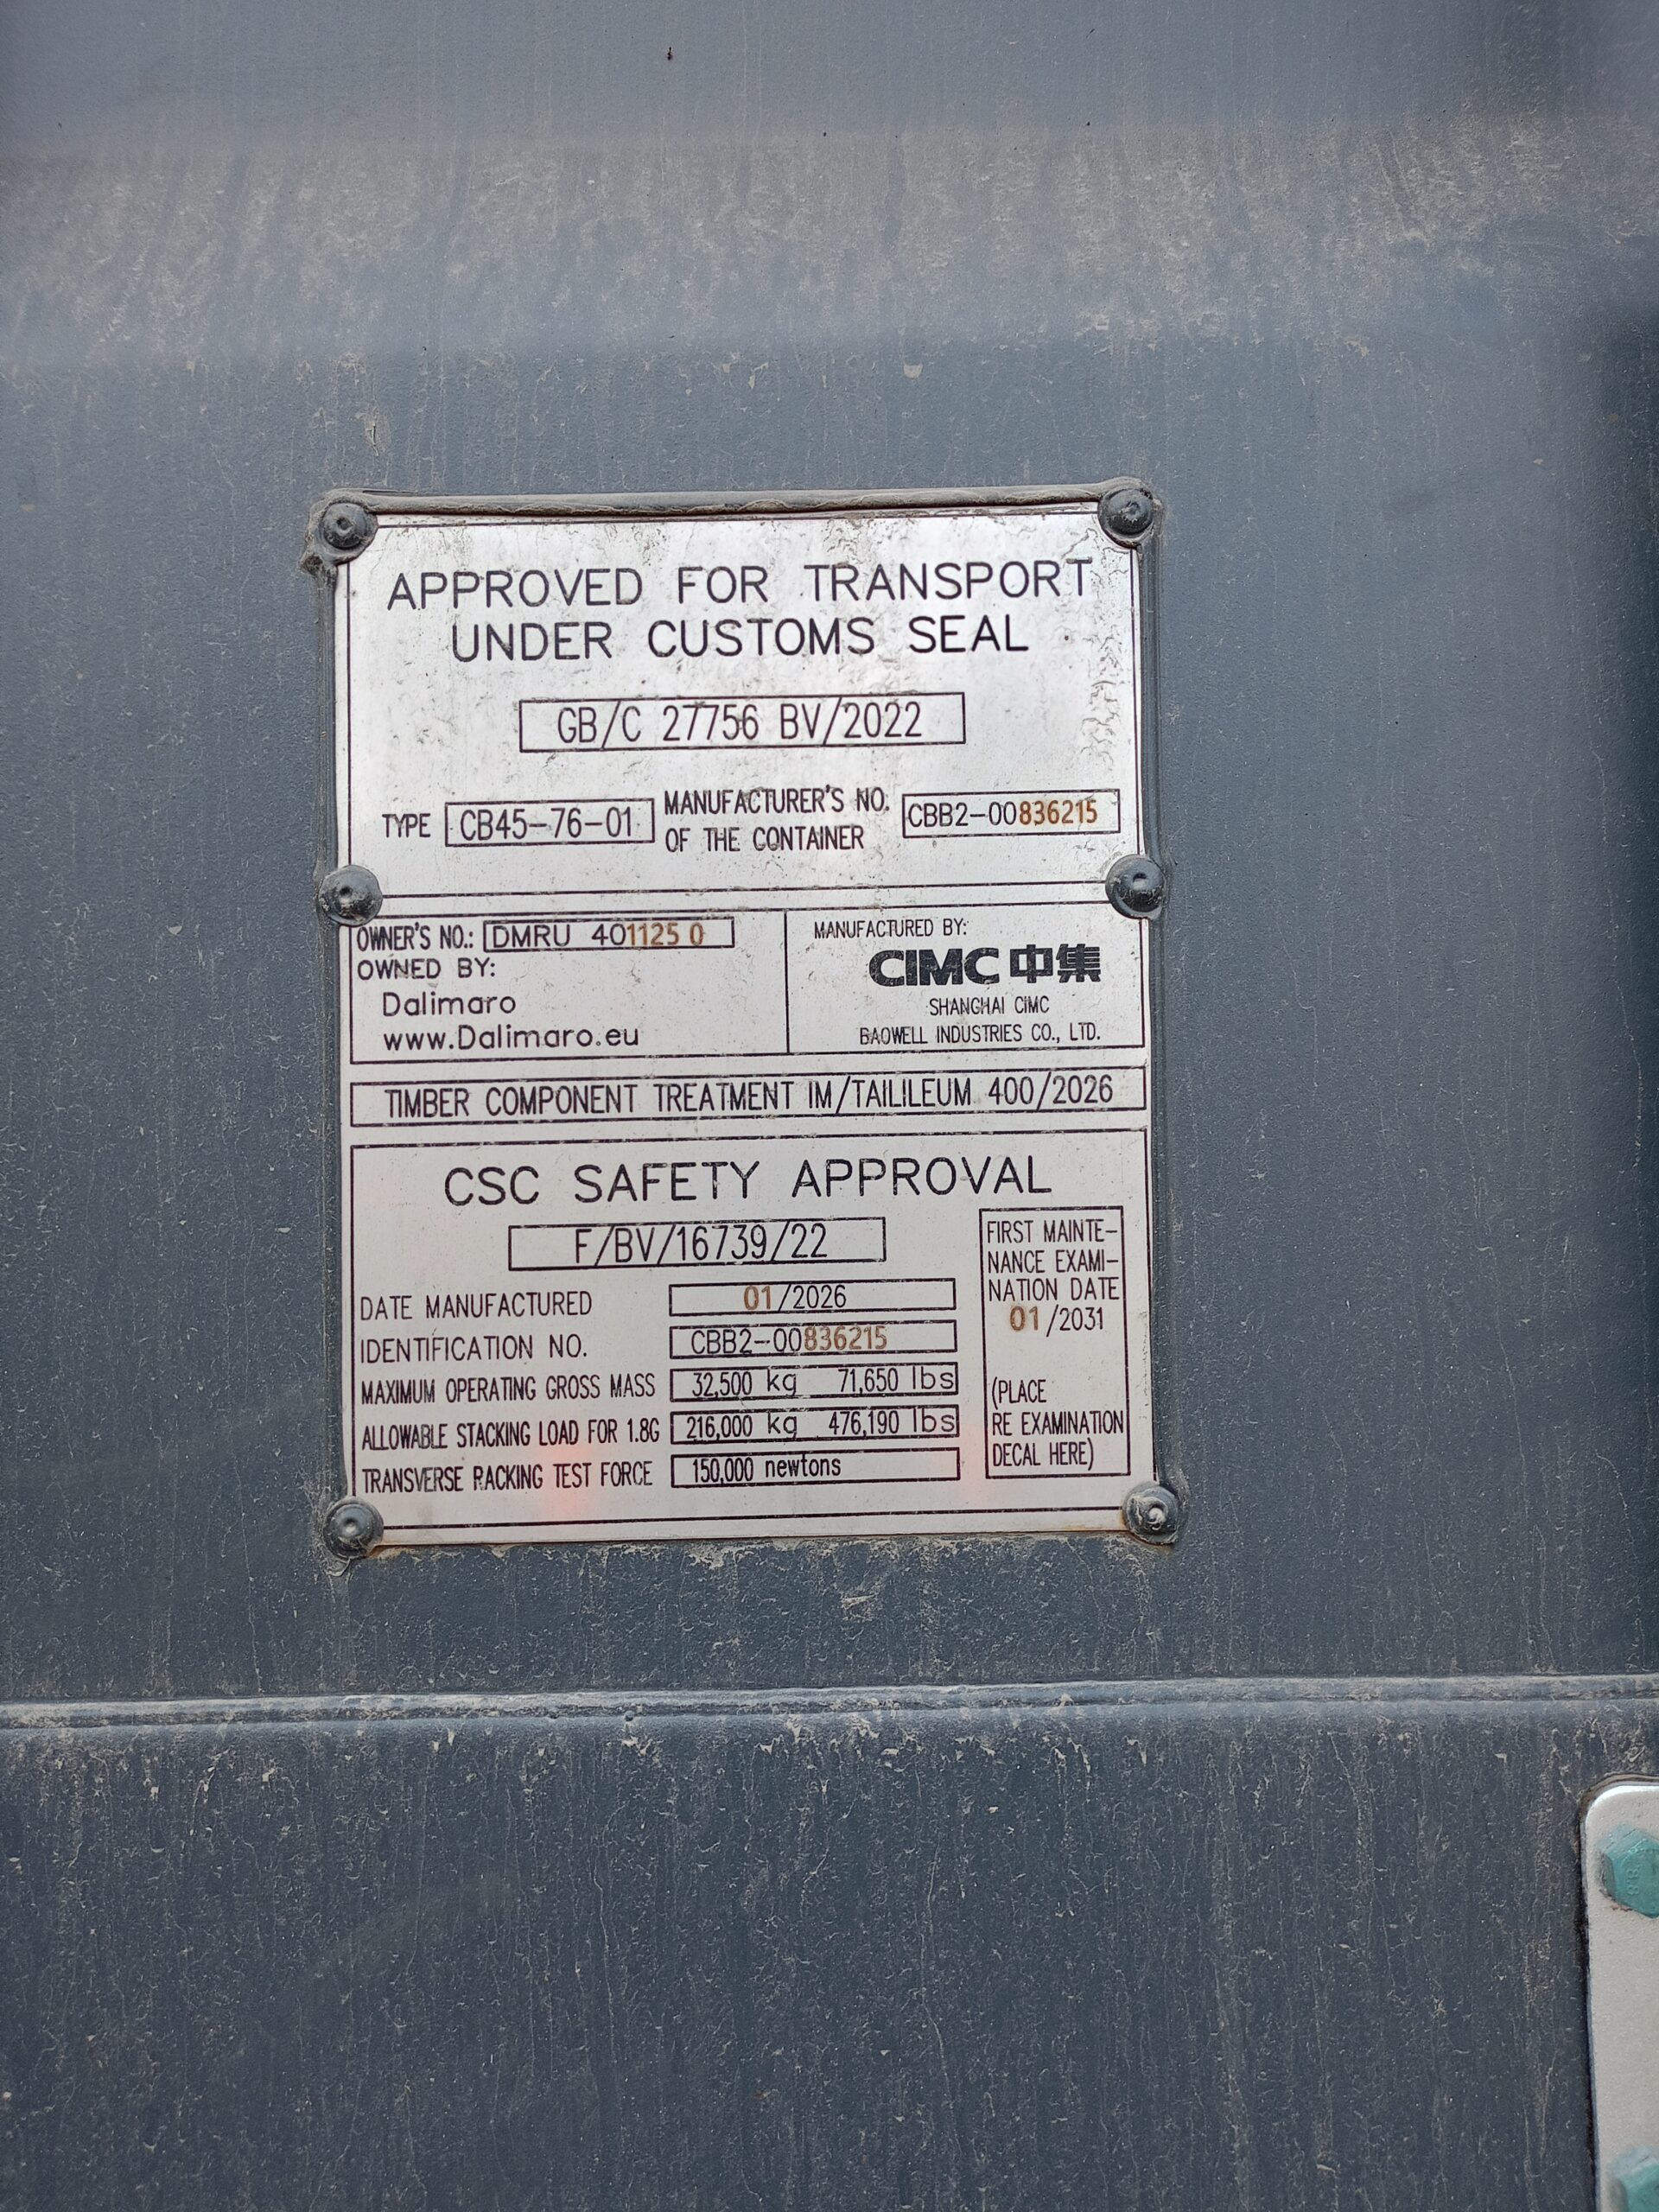 APPROVED FOR TRANSPORT
UNDER CUSTOMS SEAL
GB/C 27756 BV/2022
TYPE CB45-76-01 MANUFACTURER'S NO. OF THE CONTAINER CBB2-00836215
OWNER'S NO.: DMRU 401125 0
OWNED BY:
Dalimaro
www.Dalimaro.eu
MANUFACTURED BY:
CIMC 中集
SHANGHAI CIMC
BAOWELL INDUSTRIES CO., LTD.
TIMBER COMPONENT TREATMENT IM/TAILILEUM 400/2026
CSC SAFETY APPROVAL
F/BV/16739/22
DATE MANUFACTURED 01/2026
IDENTIFICATION NO. CBB2-00836215
MAXIMUM OPERATING GROSS MASS 32,500 kg 71,650 lbs
ALLOWABLE STACKING LOAD FOR 1.8G 216,000 kg 476,190 lbs
TRANSVERSE RACKING TEST FORCE 150,000 newtons
FIRST MAINTE-
NANCE EXAMI-
NATION DATE
01/2031
(PLACE
RE EXAMINATION
DECAL HERE)